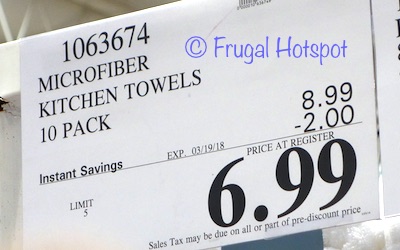 1063674
© Frugal Hotspot
MICROFIBER
KITCHEN TOWELS
10 PACK
8.99
-2.00
EXP. 03/19/18
PRICE AT REGISTER
Instant Savings
6.99
LIMIT
5
Sales Tax may be due on all or part of pre-discount price